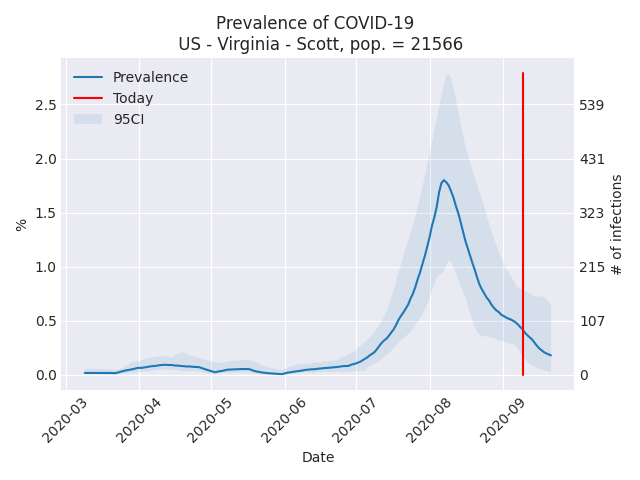 Prevalence of COVID-19
US - Virginia - Scott, pop. = 21566
Prevalence
Today
95CI
%
2.5
2.0
1.5
1.0
0.5
0.0
539
431
323
215
107
0
# of infections
2020-03
2020-04
2020-05
2020-06
2020-07
2020-08
2020-09
Date